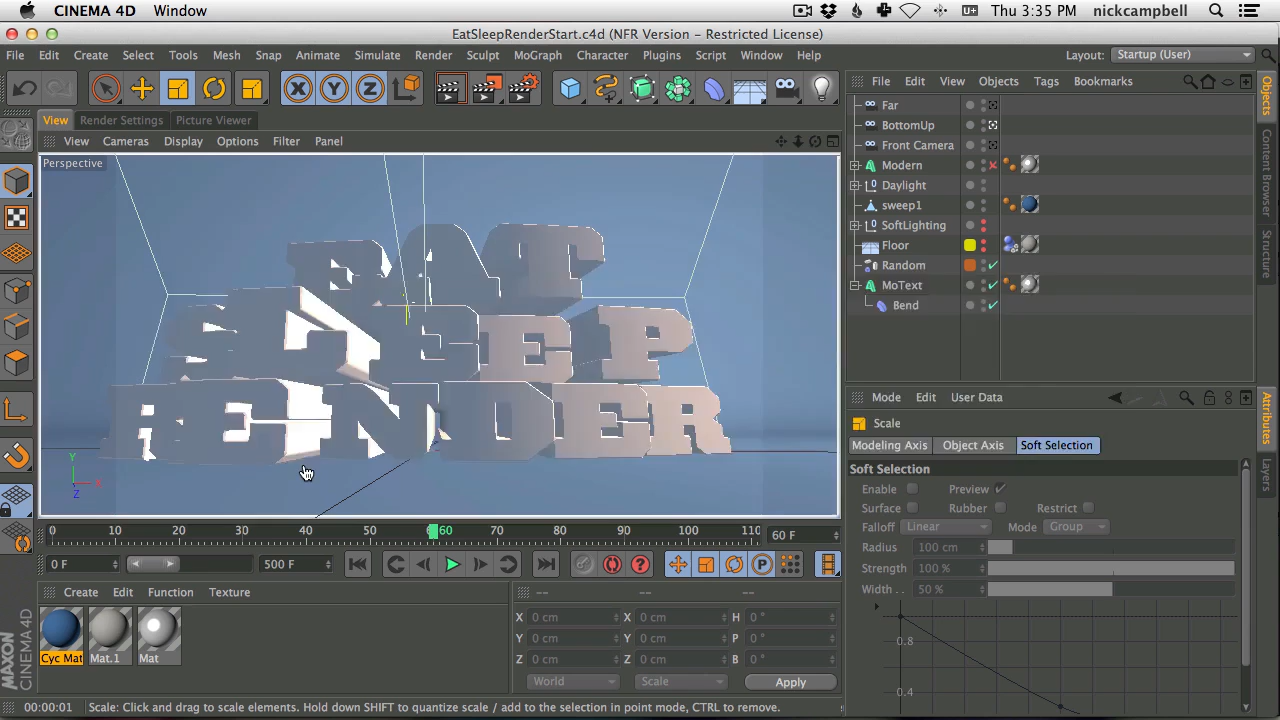 CINEMA 4D Window Thu 3:35 PM nickcampbell
EatSleepRenderStart.c4d (NFR Version - Restricted License)
File Edit Create Select Tools Mesh Snap Animate Simulate Render Sculpt MoGraph Character Plugins Script Window Help Layout: Startup (User)
X Y Z
File Edit View Objects Tags Bookmarks
View Render Settings Picture Viewer
View Cameras Display Options Filter Panel
Perspective
EAT
SLEEP
RENDER
Y
X
Z
Far
BottomUp
Front Camera
Modern
Daylight
sweep1
SoftLighting
Floor
Random
MoText
Bend
Objects
Content Browser
Structure
Mode Edit User Data
Scale
Modeling Axis Object Axis Soft Selection
Soft Selection
Enable Preview
Surface Rubber Restrict
Falloff Linear Mode Group
Radius 100 cm
Strength 100 %
Width . . 50 %
0.8
0.4
Attributes
Layers
0 10 20 30 40 50 60 70 80 90 100 110 60 F
0 F 500 F
P
Create Edit Function Texture
Cyc Mat Mat.1 Mat
-- -- --
X 0 cm X 0 cm H 0 °
Y 0 cm Y 0 cm P 0 °
Z 0 cm Z 0 cm B 0 °
World Scale Apply
MAXON
CINEMA 4D
00:00:01 Scale: Click and drag to scale elements. Hold down SHIFT to quantize scale / add to the selection in point mode, CTRL to remove.